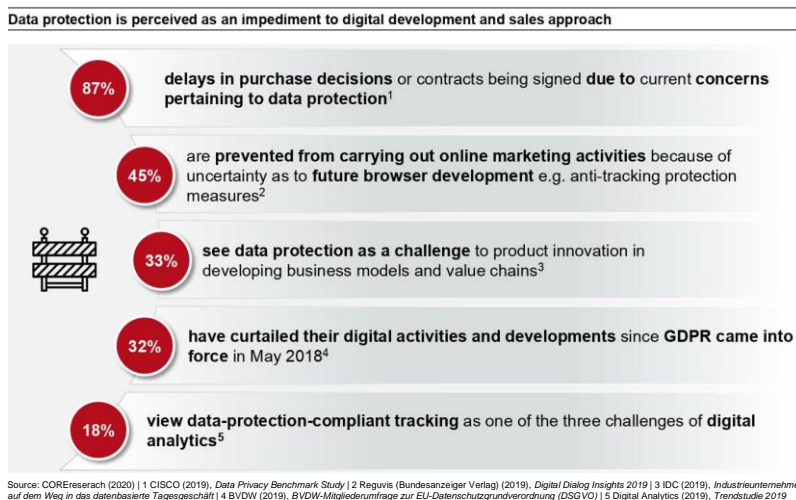 Data protection is perceived as an impediment to digital development and sales approach
87%
delays in purchase decisions or contracts being signed due to current concerns
pertaining to data protection1
45%
are prevented from carrying out online marketing activities because of
uncertainty as to future browser development e.g. anti-tracking protection
measures2
33%
see data protection as a challenge to product innovation in
developing business models and value chains3
32%
have curtailed their digital activities and developments since GDPR came into
force in May 20184
18%
view data-protection-compliant tracking as one of the three challenges of digital
analytics5
Source: COREreserach (2020) | 1 CISCO (2019), Data Privacy Benchmark Study | 2 Reguvis (Bundesanzeiger Verlag) (2019), Digital Dialog Insights 2019 | 3 IDC (2019), Industrieunternehme
auf dem Weg in das datenbasierte Tagesgeschäft | 4 BVDW (2019), BVDW-Mitgliederumfrage zur EU-Datenschutzgrundverordnung (DSGVO) | 5 Digital Analytics (2019), Trendstudie 2019